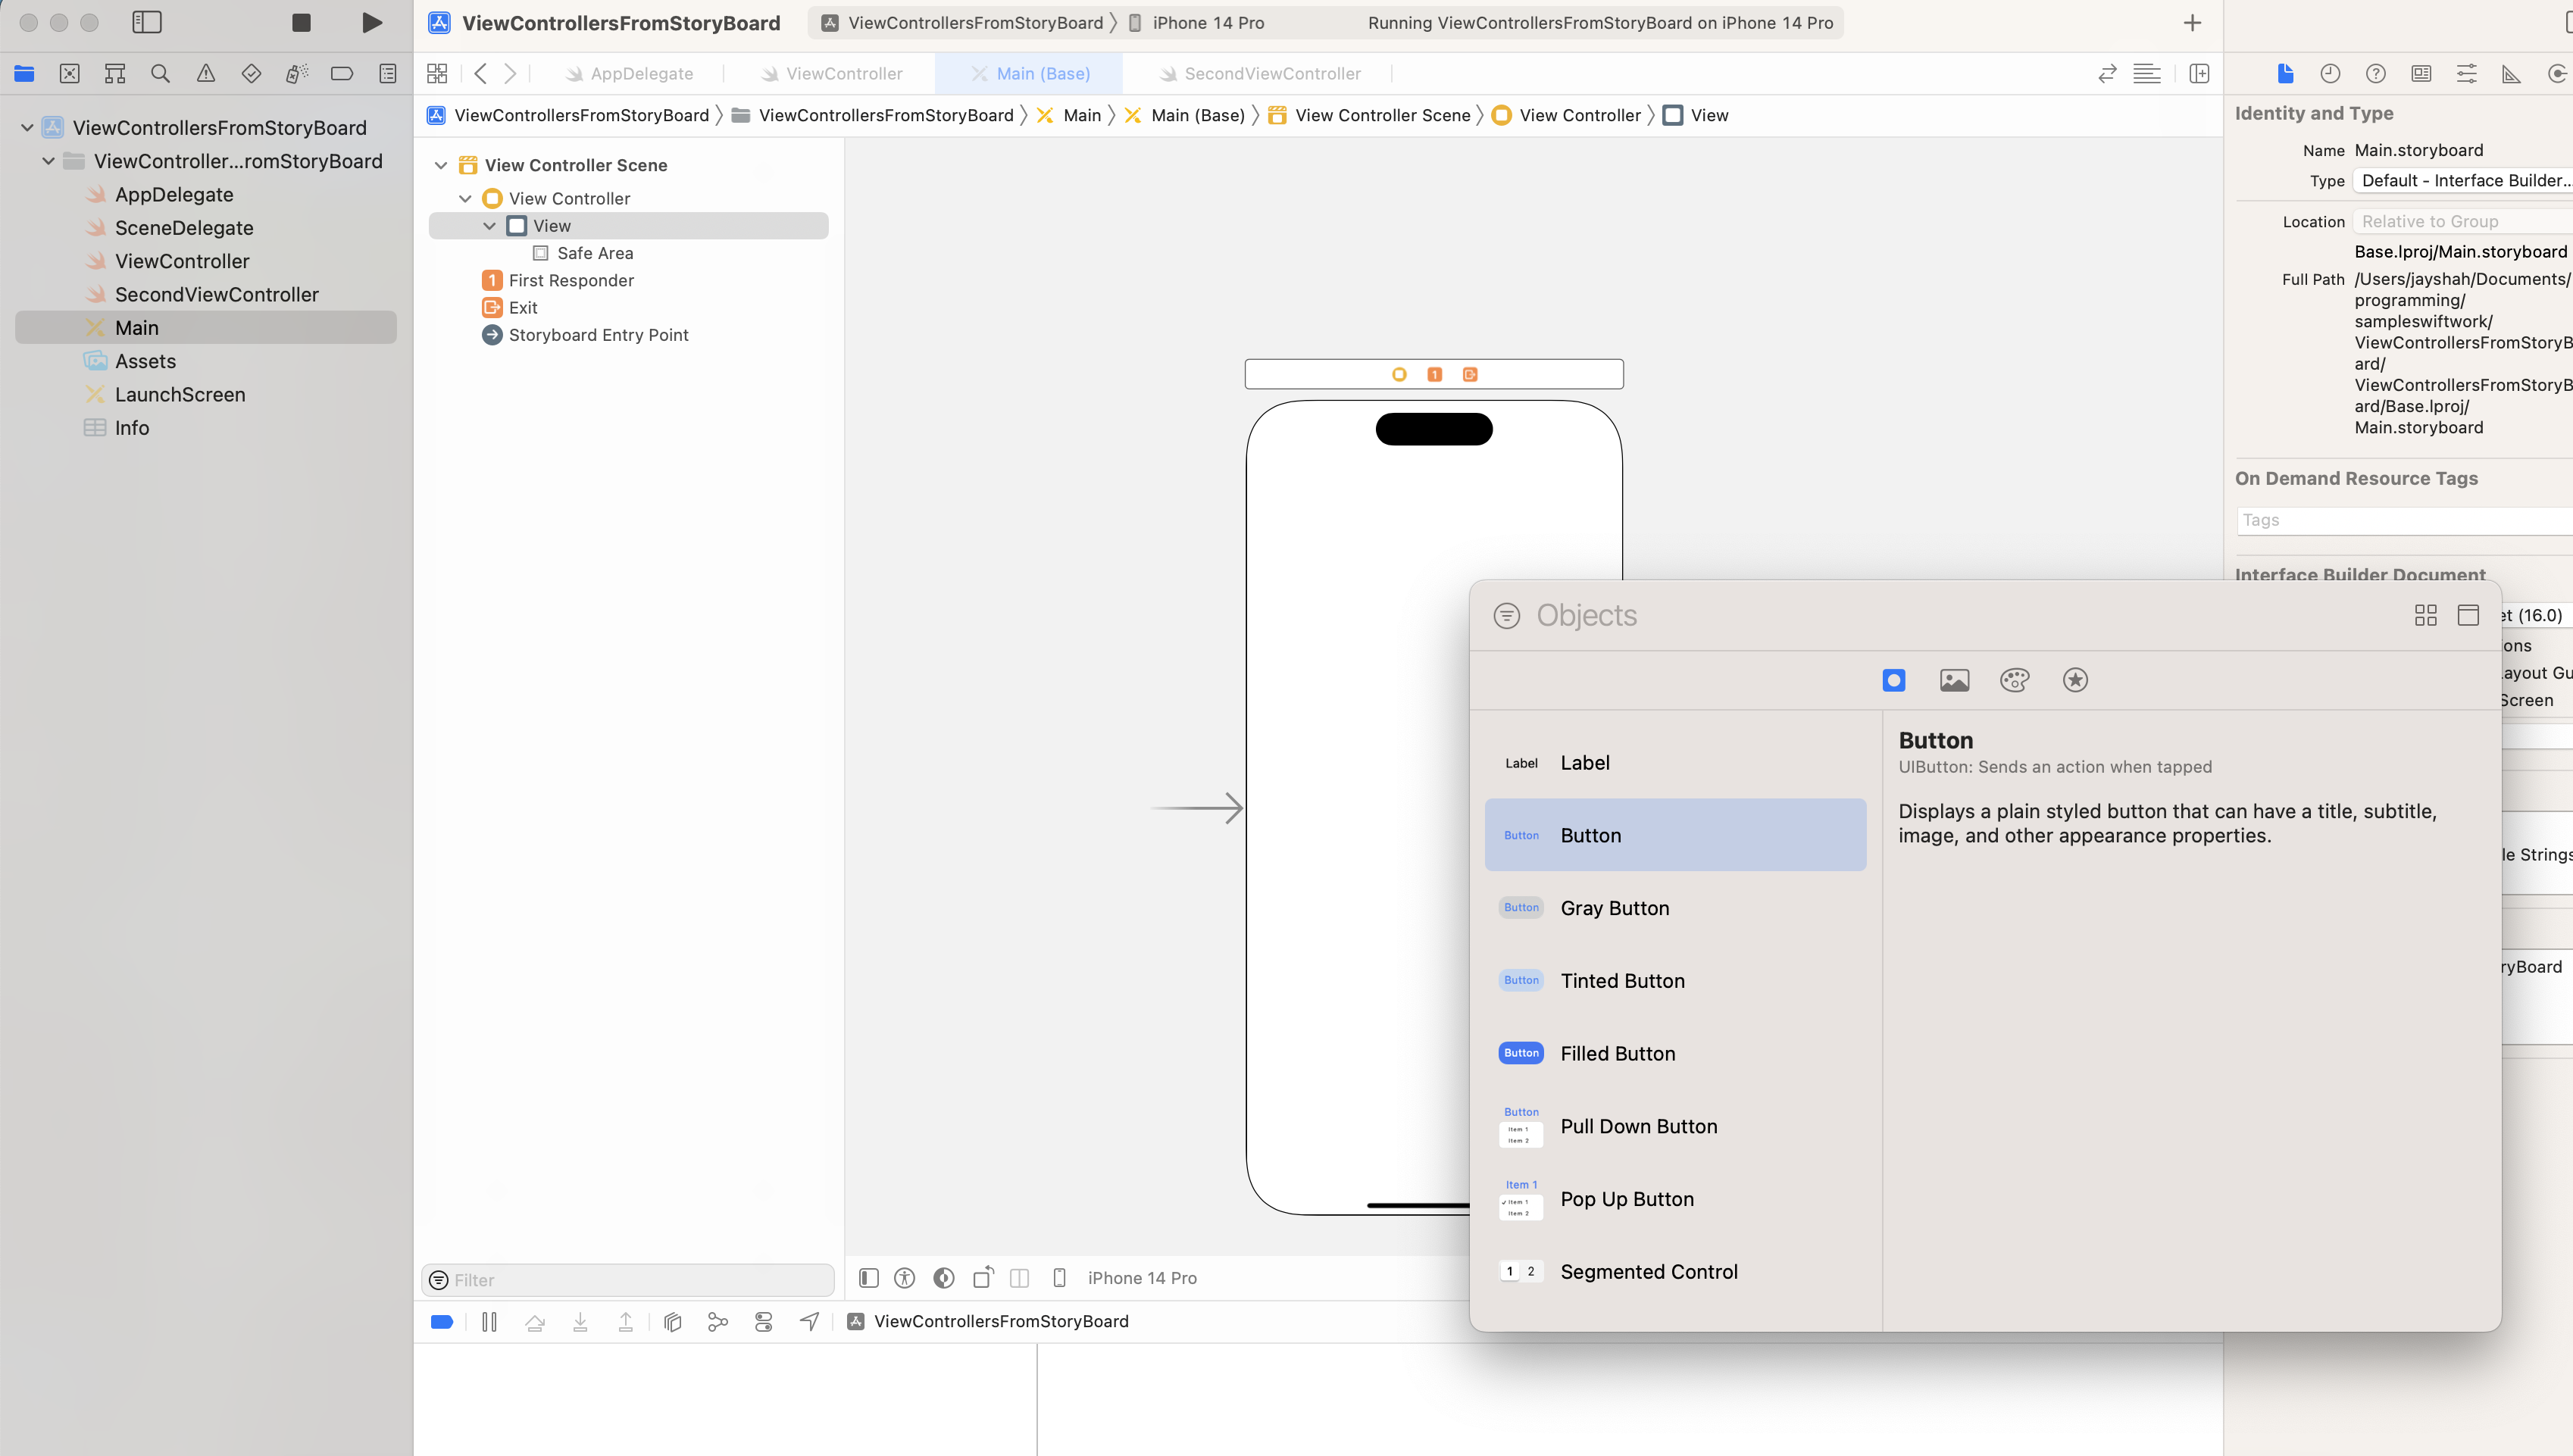 ViewControllersFromStoryBoard
ViewControllersFromStoryBoard
iPhone 14 Pro
Running ViewControllersFromStoryBoard on iPhone 14 Pro
AppDelegate
ViewController
Main (Base)
SecondViewController
ViewControllersFromStoryBoard
ViewControllersFromStoryBoard
Main
Main (Base)
View Controller Scene
View Controller
View
ViewControllersFromStoryBoard
ViewController...romStoryBoard
AppDelegate
SceneDelegate
ViewController
SecondViewController
Main
Assets
LaunchScreen
Info
View Controller Scene
View Controller
View
Safe Area
1 First Responder
Exit
Storyboard Entry Point
1
Filter
iPhone 14 Pro
ViewControllersFromStoryBoard
Identity and Type
Name Main.storyboard
Type Default - Interface Builder...
Location Relative to Group
Base.lproj/Main.storyboard
Full Path /Users/jayshah/Documents/
programming/
sampleswiftwork/
ViewControllersFromStoryB
ard/
ViewControllersFromStoryB
ard/Base.lproj/
Main.storyboard
On Demand Resource Tags
Tags
Interface Builder Document
et (16.0)
ons
ayout Gu
Screen
le Strings
ryBoard
Objects
Label Label
Button Button
Button Gray Button
Button Tinted Button
Button Filled Button
Button
Item 1
Item 2
Pull Down Button
Item 1
Item 1
Item 2
Pop Up Button
1 2 Segmented Control
Button
UIButton: Sends an action when tapped
Displays a plain styled button that can have a title, subtitle,
image, and other appearance properties.